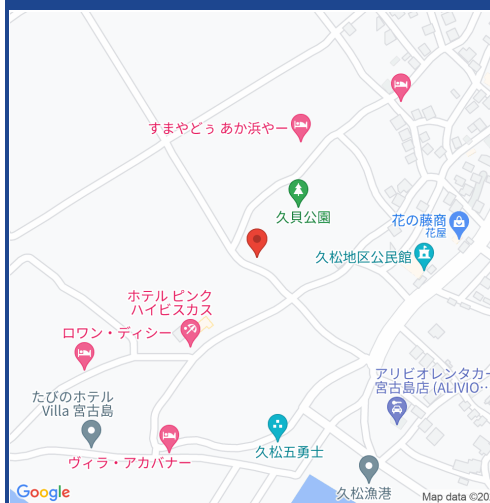 すまやどぅ あか浜やー
久貝公園
花の藤商
花屋
久松地区公民館
ホテル ピンク
ハイビスカス
ロワン・ディシー
アリビオレンタカー
宮古島店 (ALIVIO...
たびのホテル
Villa 宮古島
久松五勇士
ヴィラ・アカバナー
久松漁港
Google
Map data ©20